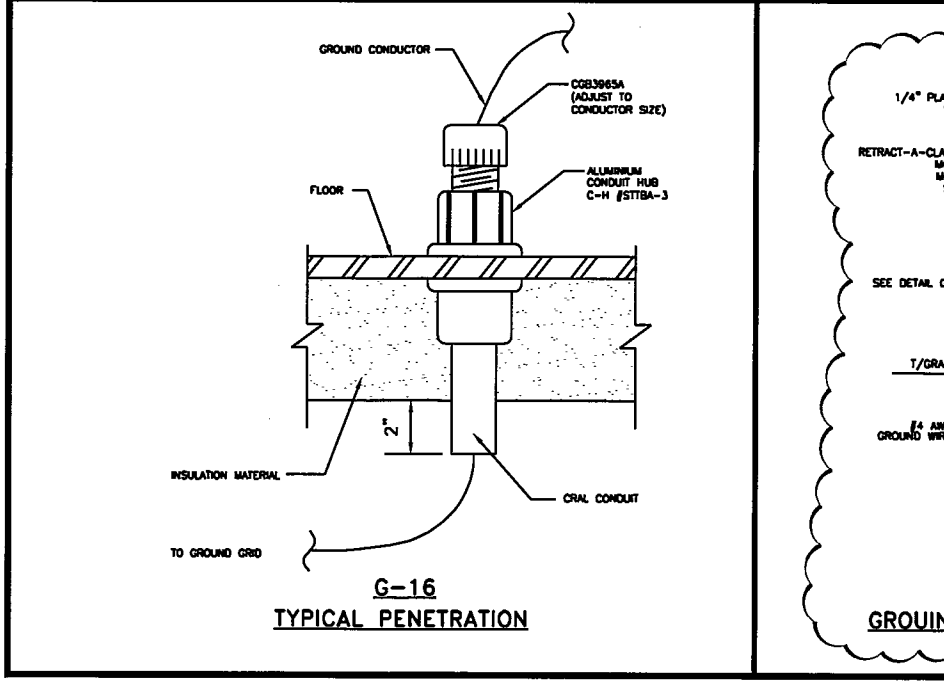 GROUND CONDUCTOR
CGB3965A
(ADJUST TO
CONDUCTOR SIZE)
ALUMINIUM
CONDUIT HUB
C-H #STTBA-3
FLOOR
2"
INSULATION MATERIAL
CRAL CONDUIT
TO GROUND GRID
G-16
TYPICAL PENETRATION
1/4" PLA
RETRACT-A-CLA
M
SEE DETAIL
T/GRA
#4 AW
GROUND WIR
GROUIN